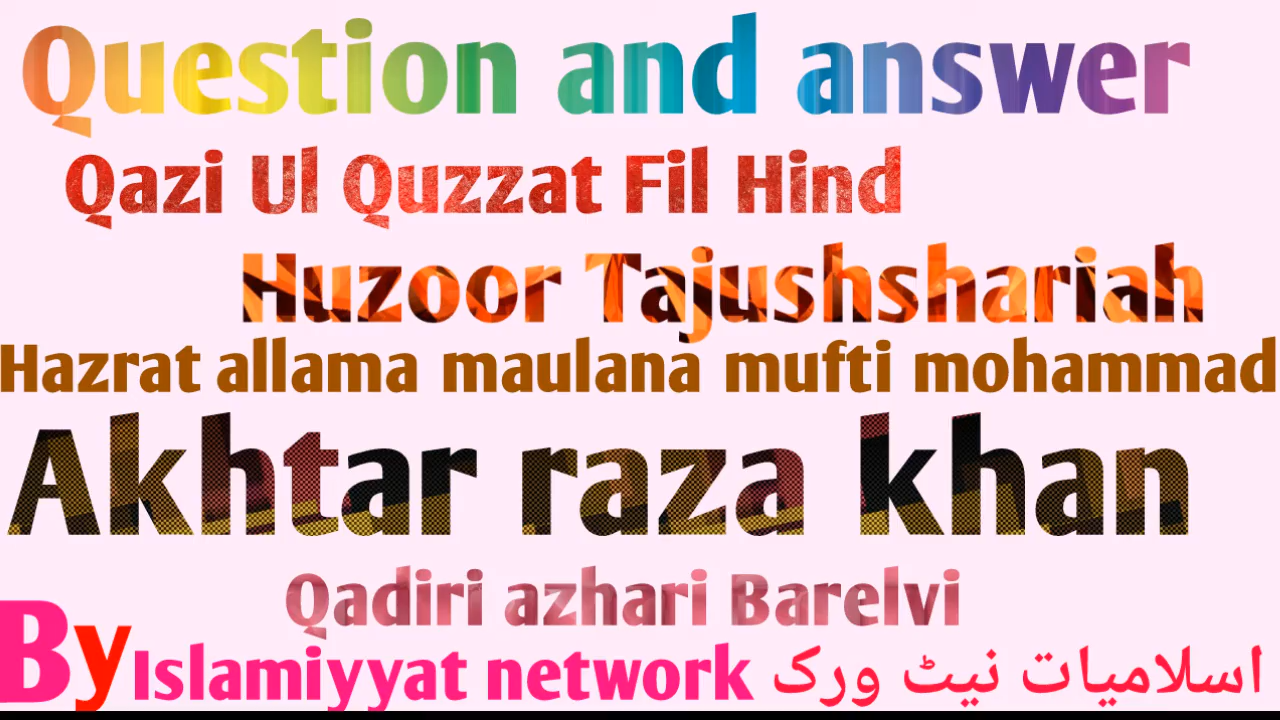 Question and answer
Qazi Ul Quzzat Fil Hind
Huzoor Tajushshariah
Hazrat allama maulana mufti mohammad
Akhtar raza khan
Qadiri azhari Barelvi
By Islamiyyat network اسلامیات نیٹ ورک